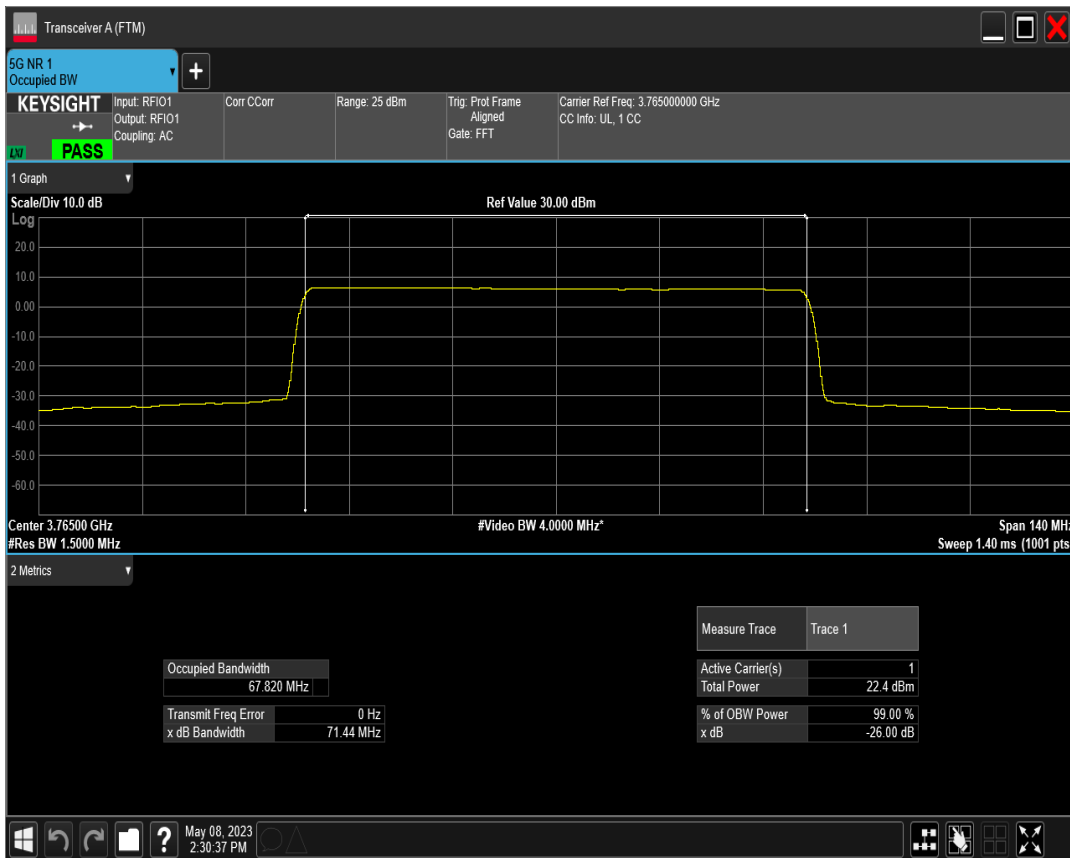 Transceiver A (FTM)
5G NR 1
Occupied BW
+
KEYSIGHT
LXI
PASS
Input: RFIO1
Output: RFIO1
Coupling: AC
Corr CCorr
Range: 25 dBm
Trig: Prot Frame
Aligned
Gate: FFT
Carrier Ref Freq: 3.765000000 GHz
CC Info: UL, 1 CC
1 Graph
Scale/Div 10.0 dB
Ref Value 30.00 dBm
Log
20.0
10.0
0.00
-10.0
-20.0
-30.0
-40.0
-50.0
-60.0
Center 3.76500 GHz
#Video BW 4.0000 MHz*
Span 140 MHz
#Res BW 1.5000 MHz
Sweep 1.40 ms (1001 pts
2 Metrics
Measure Trace Trace 1
Occupied Bandwidth
67.820 MHz
Active Carrier(s) 1
Total Power 22.4 dBm
Transmit Freq Error 0 Hz
x dB Bandwidth 71.44 MHz
% of OBW Power 99.00 %
x dB -26.00 dB
?
May 08, 2023
2:30:37 PM